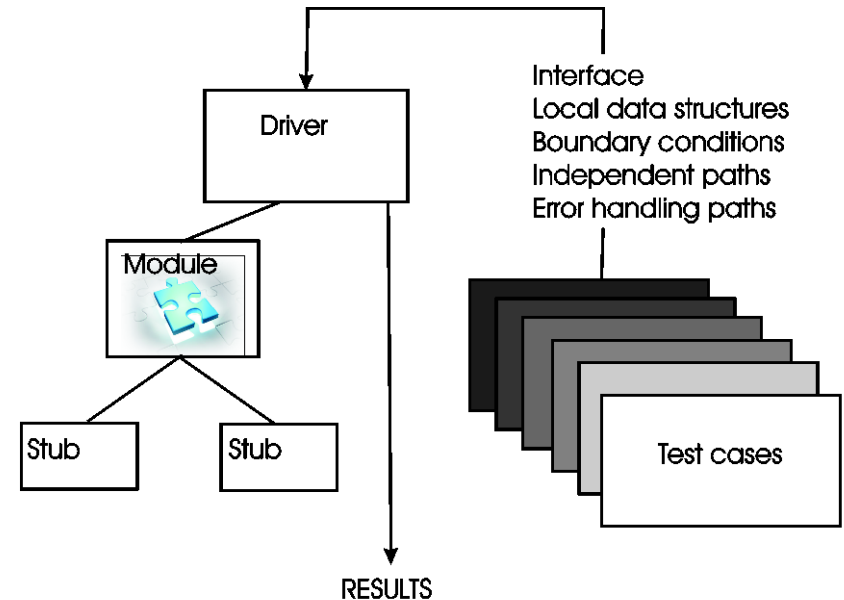 Interface
Local data structures
Boundary conditions
Independent paths
Error handling paths
Driver
Module
Stub
Stub
Test cases
RESULTS